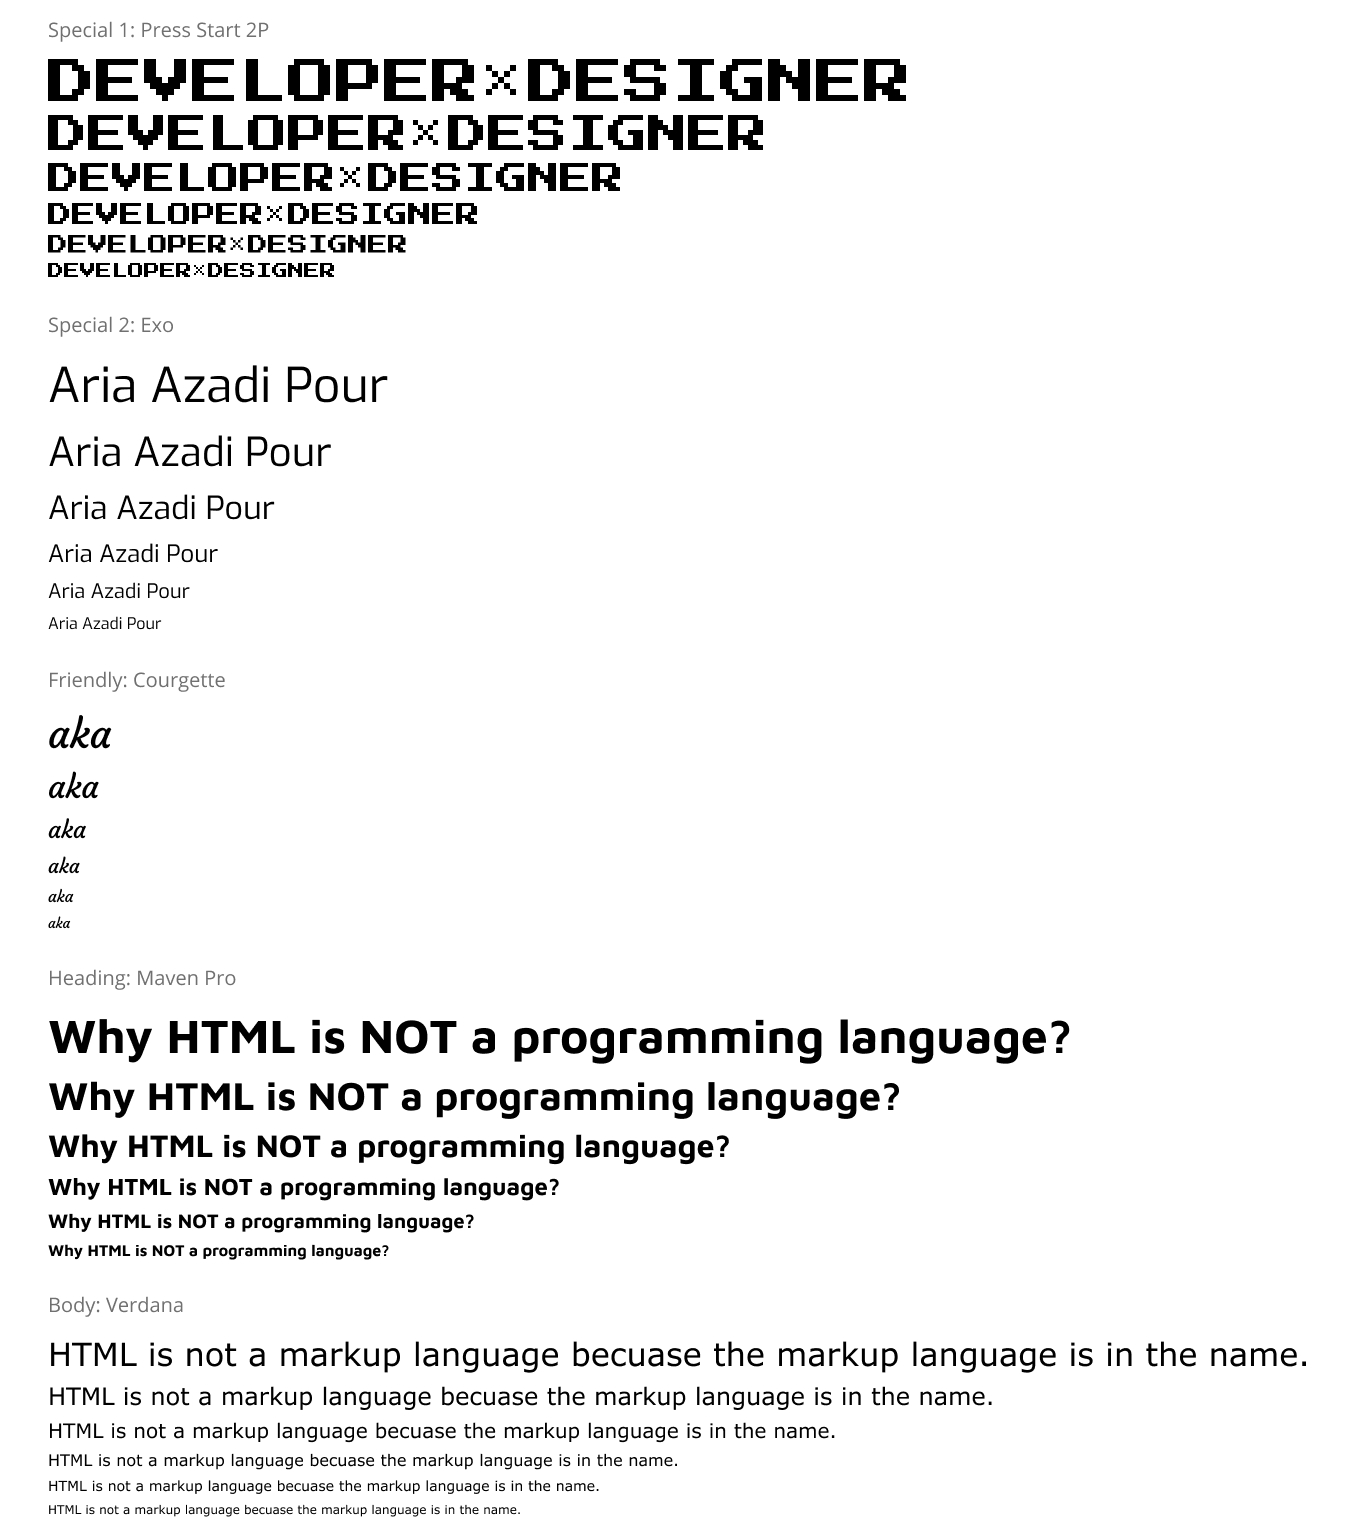 Special 1: Press Start 2P
DEVELOPER×DESIGNER
DEVELOPER×DESIGNER
DEVELOPER×DESIGNER
DEVELOPER×DESIGNER
DEVELOPER×DESIGNER
DEVELOPER×DESIGNER
Special 2: Exo
Aria Azadi Pour
Aria Azadi Pour
Aria Azadi Pour
Aria Azadi Pour
Aria Azadi Pour
Aria Azadi Pour
Friendly: Courgette
aka
aka
aka
aka
aka
aka
Heading: Maven Pro
Why HTML is NOT a programming language?
Why HTML is NOT a programming language?
Why HTML is NOT a programming language?
Why HTML is NOT a programming language?
Why HTML is NOT a programming language?
Why HTML is NOT a programming language?
Body: Verdana
HTML is not a markup language becuase the markup language is in the name.
HTML is not a markup language becuase the markup language is in the name.
HTML is not a markup language becuase the markup language is in the name.
HTML is not a markup language becuase the markup language is in the name.
HTML is not a markup language becuase the markup language is in the name.
HTML is not a markup language becuase the markup language is in the name.